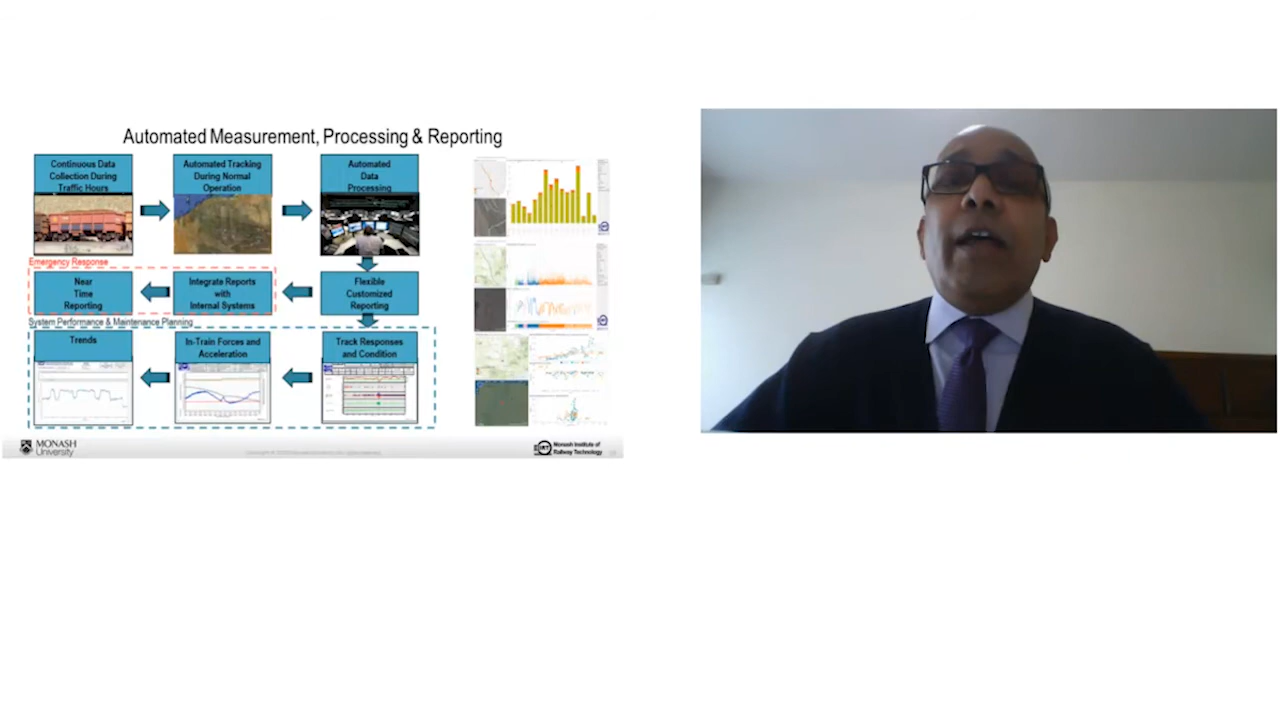 Automated Measurement, Processing & Reporting
Continuous Data
Collection During
Traffic Hours
Automated Tracking
During Normal
Operation
Automated
Data
Processing
Emergency Response
Near
Time
Reporting
Integrate Reports
with
Internal Systems
Flexible
Customized
Reporting
System Performance & Maintenance Planning
Trends
In-Train Forces and
Acceleration
Track Responses
and Condition
MONASH
University
Monash Institute of
Railway Technology